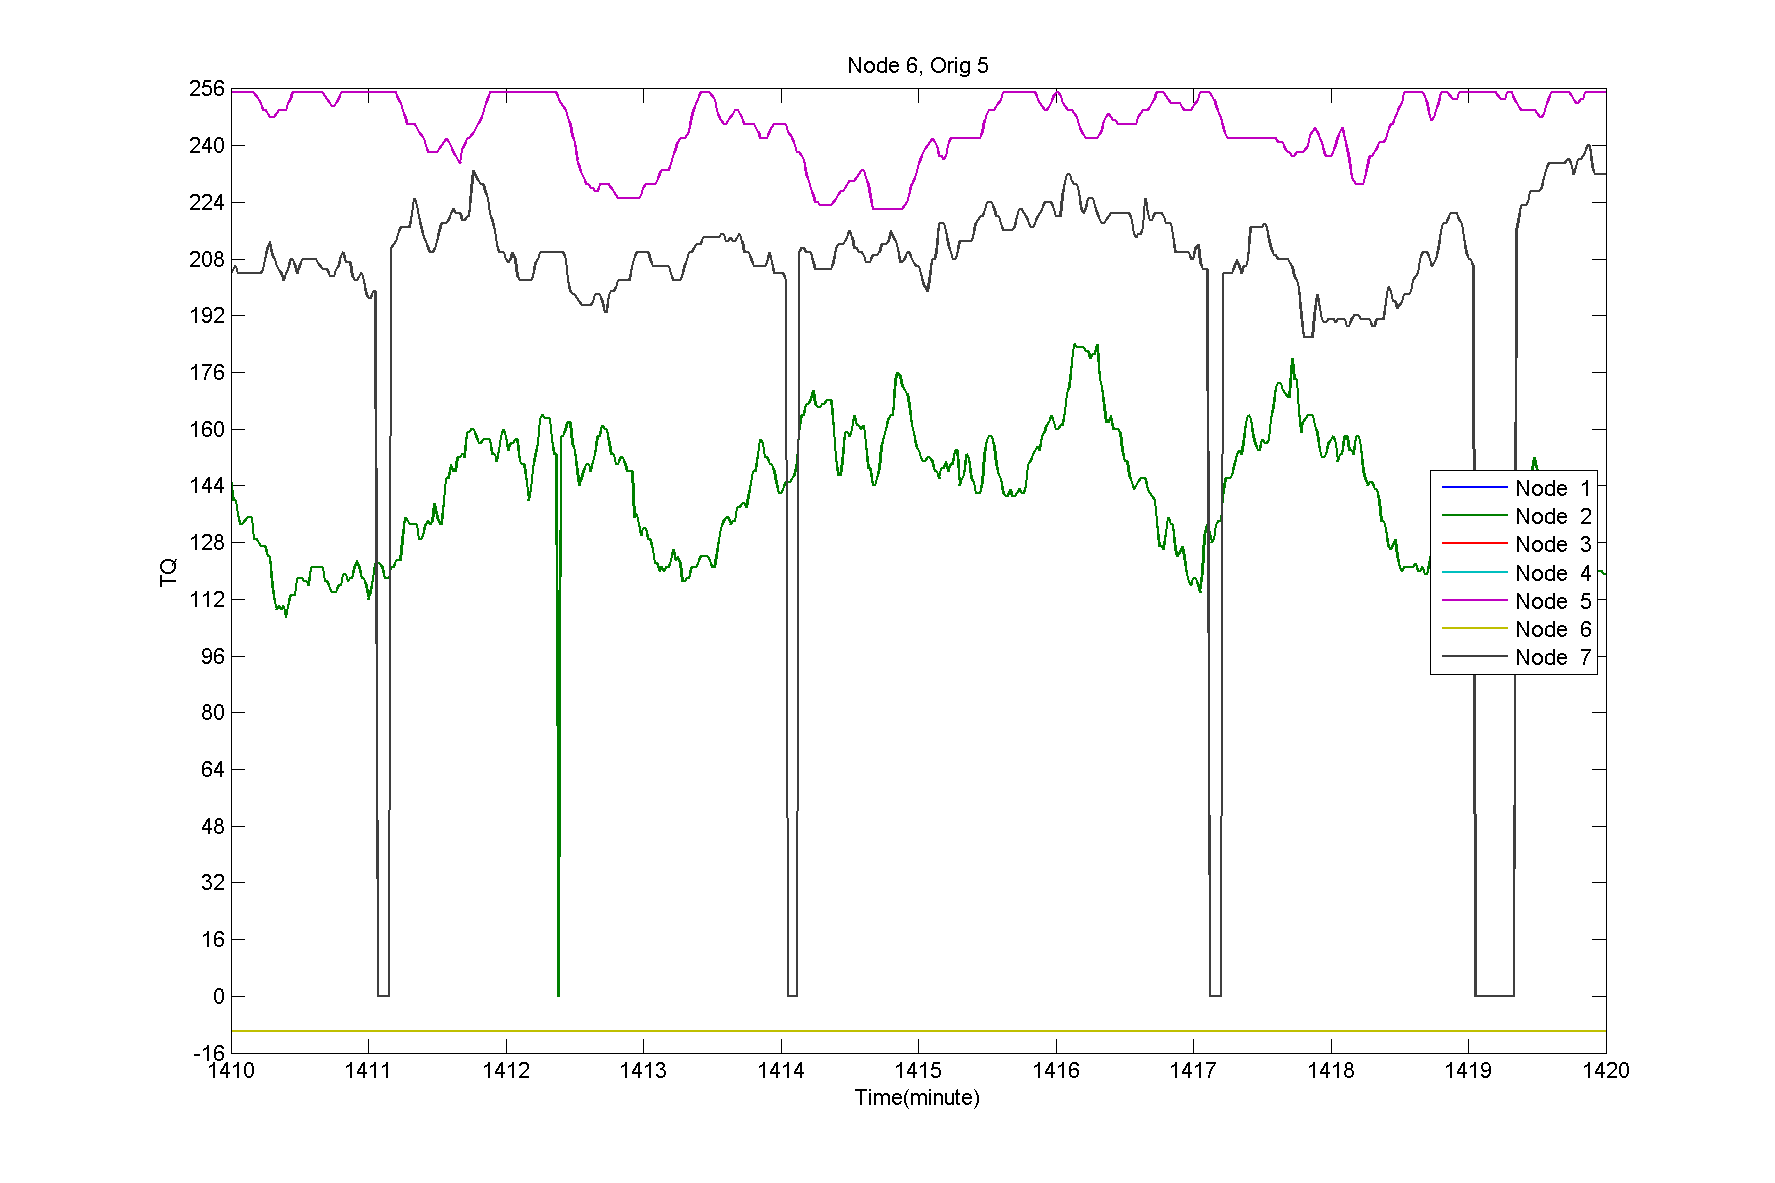 Node 6, Orig 5
256
240
224
208
192
176
160
144
128
112
96
80
64
48
32
16
0
-16
TQ
Node 1
Node 2
Node 3
Node 4
Node 5
Node 6
Node 7
1410 1411 1412 1413 1414 1415 1416 1417 1418 1419 1420
Time(minute)